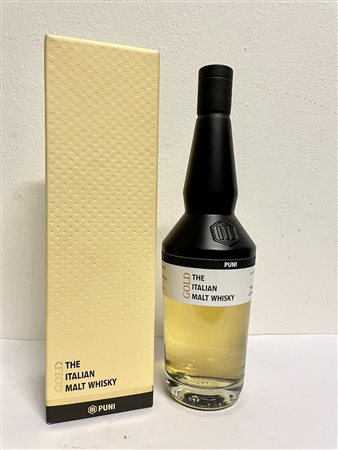 GOLD
THE
ITALIAN
MALT WHISKY
PUNI
PUNI
GOLD
THE
ITALIAN
MALT WHISKY